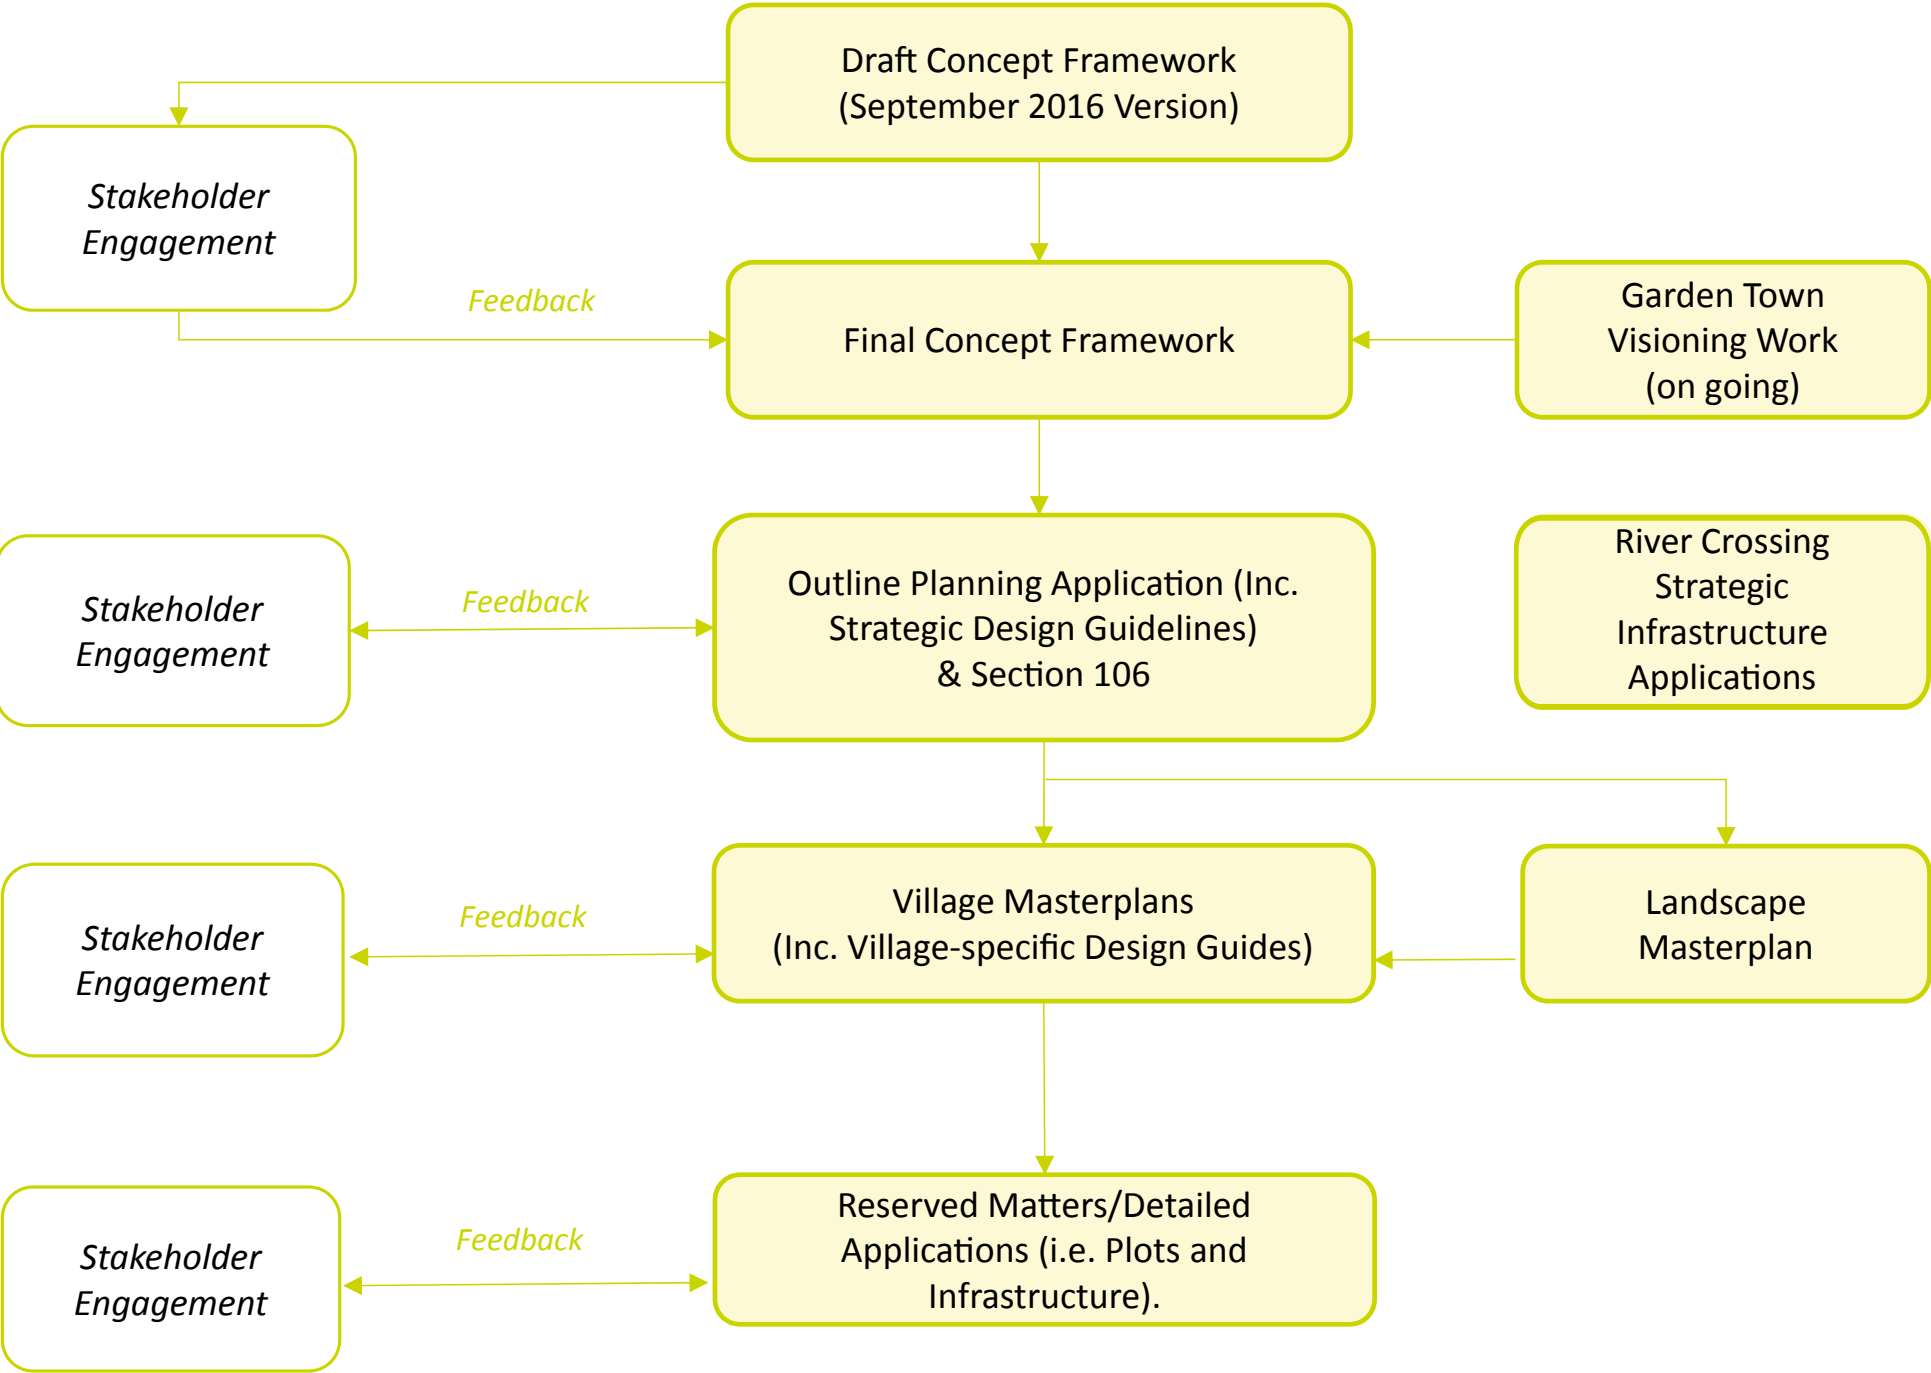 Draft Concept Framework
(September 2016 Version)
Stakeholder
Engagement
Feedback
Final Concept Framework
Garden Town
Visioning Work
(on going)
Stakeholder
Engagement
Feedback
Outline Planning Application (Inc.
Strategic Design Guidelines)
& Section 106
River Crossing
Strategic
Infrastructure
Applications
Stakeholder
Engagement
Feedback
Village Masterplans
(Inc. Village-specific Design Guides)
Landscape
Masterplan
Stakeholder
Engagement
Feedback
Reserved Matters/Detailed
Applications (i.e. Plots and
Infrastructure).